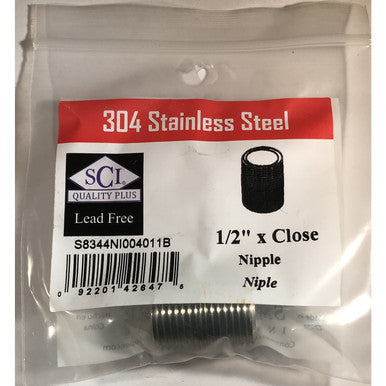 304 Stainless Steel
SCI
QUALITY PLUS
Lead Free
S8344NI004011B
0 92201 42647 6
1/2" x Close
Nipple
Niple